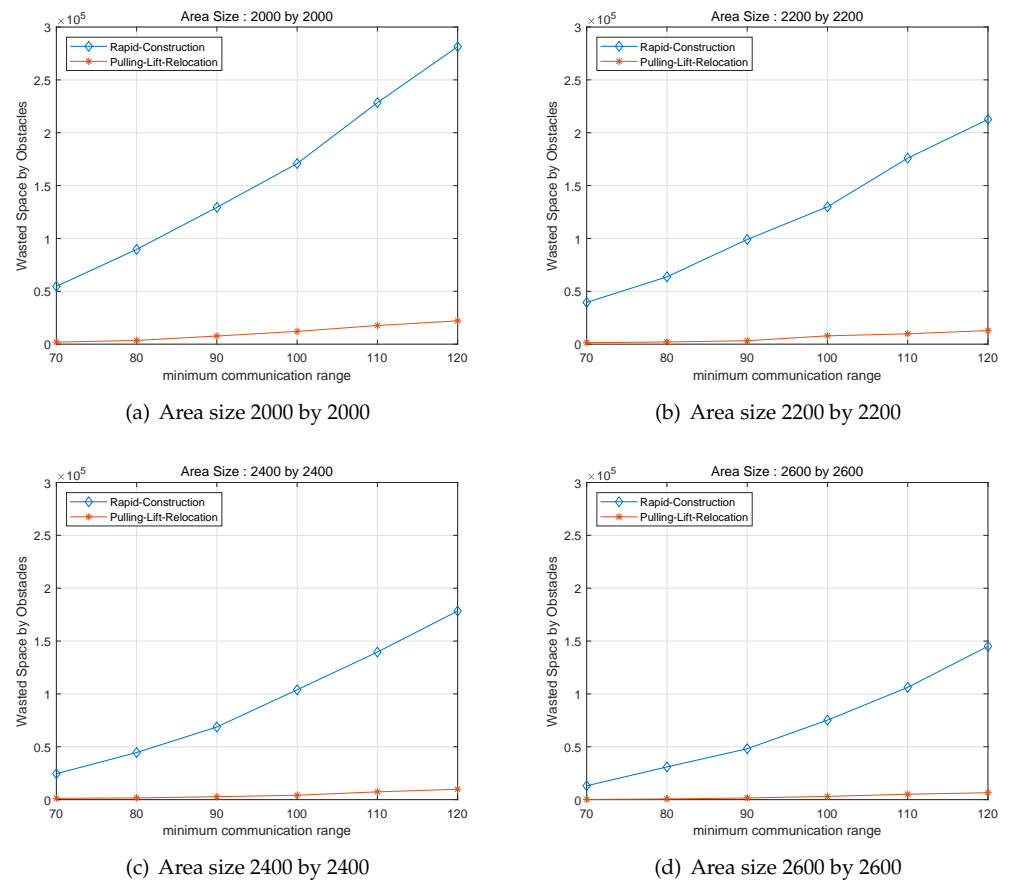 Area Size : 2000 by 2000
×10^5
Rapid-Construction
Pulling-Lift-Relocation
Wasted Space by Obstacles
3
2.5
2
1.5
1
0.5
0
70 80 90 100 110 120
minimum communication range
(a) Area size 2000 by 2000
Area Size : 2200 by 2200
×10^5
Rapid-Construction
Pulling-Lift-Relocation
Wasted Space by Obstacles
3
2.5
2
1.5
1
0.5
0
70 80 90 100 110 120
minimum communication range
(b) Area size 2200 by 2200
Area Size : 2400 by 2400
×10^5
Rapid-Construction
Pulling-Lift-Relocation
Wasted Space by Obstacles
3
2.5
2
1.5
1
0.5
0
70 80 90 100 110 120
minimum communication range
(c) Area size 2400 by 2400
Area Size : 2600 by 2600
×10^5
Rapid-Construction
Pulling-Lift-Relocation
Wasted Space by Obstacles
3
2.5
2
1.5
1
0.5
0
70 80 90 100 110 120
minimum communication range
(d) Area size 2600 by 2600